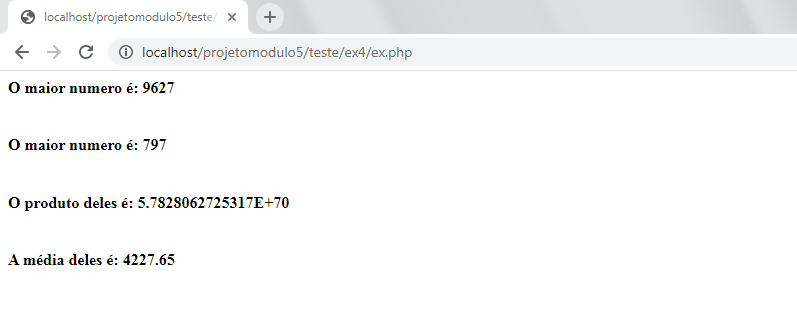 localhost/projetomodulo5/teste/
localhost/projetomodulo5/teste/ex4/ex.php
O maior numero é: 9627
O maior numero é: 797
O produto deles é: 5.7828062725317E+70
A média deles é: 4227.65